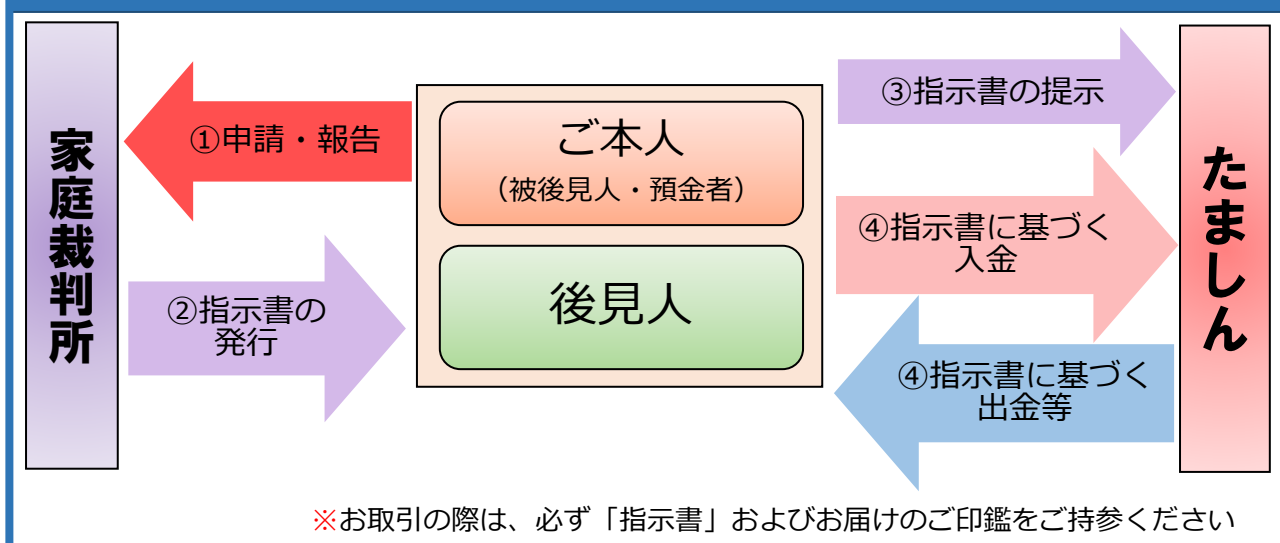 家庭裁判所
①申請・報告
②指示書の
発行
ご本人
（被後見人・預金者）
後見人
③指示書の提示
④指示書に基づく
入金
④指示書に基づく
出金等
たましん
※お取引の際は、必ず「指示書」およびお届けのご印鑑をご持参ください